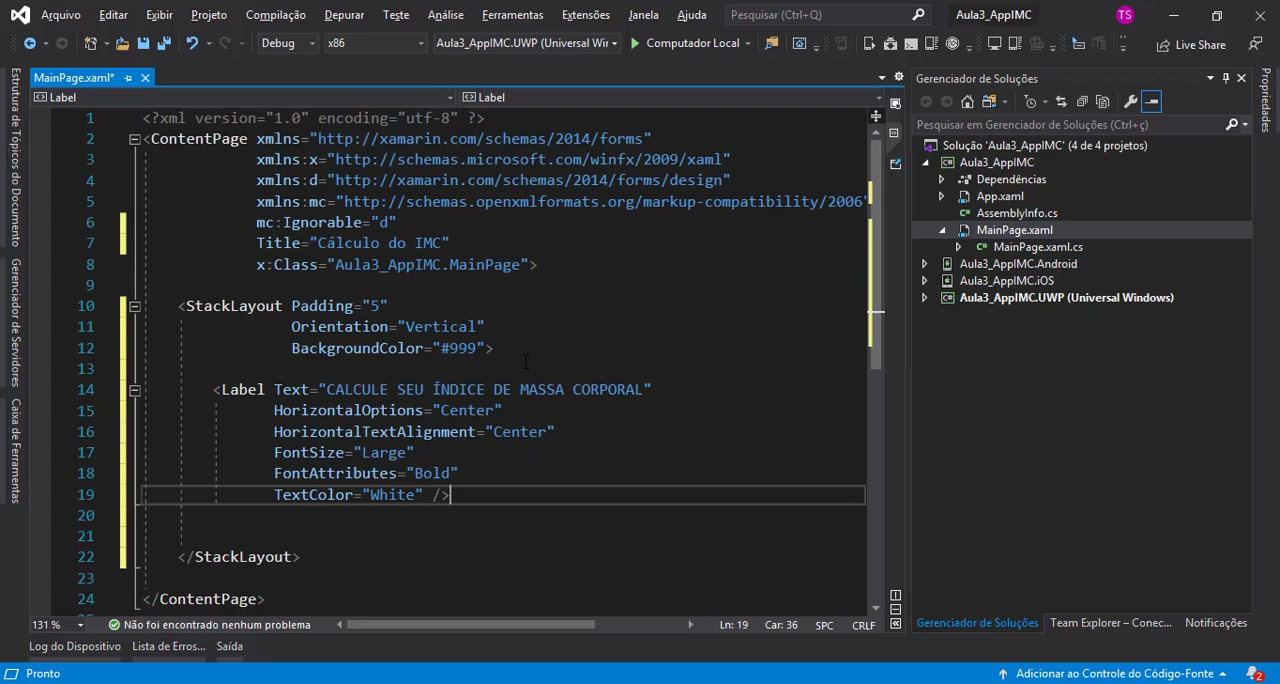 Arquivo Editar Exibir Projeto Compilação Depurar Teste Análise Ferramentas Extensões Janela Ajuda Pesquisar (Ctrl+Q) Aula3_AppIMC TS
Debug x86 Aula3_AppIMC.UWP (Universal Win Computador Local Live Share
MainPage.xaml*
Label Label
1 <?xml version="1.0" encoding="utf-8" ?>
2 <ContentPage xmlns="http://xamarin.com/schemas/2014/forms"
3 xmlns:x="http://schemas.microsoft.com/winfx/2009/xaml"
4 xmlns:d="http://xamarin.com/schemas/2014/forms/design"
5 xmlns:mc="http://schemas.openxmlformats.org/markup-compatibility/2006"
6 mc:Ignorable="d"
7 Title="Cálculo do IMC"
8 x:Class="Aula3_AppIMC.MainPage">
9
10 <StackLayout Padding="5"
11 Orientation="Vertical"
12 BackgroundColor="#999">
13
14 <Label Text="CALCULE SEU ÍNDICE DE MASSA CORPORAL"
15 HorizontalOptions="Center"
16 HorizontalTextAlignment="Center"
17 FontSize="Large"
18 FontAttributes="Bold"
19 TextColor="White" />
20
21
22 </StackLayout>
23
24 </ContentPage>
131 % Não foi encontrado nenhum problema Ln: 19 Car: 36 SPC CRLF
Log do Dispositivo Lista de Erros... Saída
Pronto Adicionar ao Controle do Código-Fonte 2
Estrutura de Tópicos do Documento
Gerenciador de Servidores
Caixa de Ferramentas
Gerenciador de Soluções
Pesquisar em Gerenciador de Soluções (Ctrl+ç)
Solução 'Aula3_AppIMC' (4 de 4 projetos)
Aula3_AppIMC
Dependências
App.xaml
AssemblyInfo.cs
MainPage.xaml
MainPage.xaml.cs
Aula3_AppIMC.Android
Aula3_AppIMC.iOS
Aula3_AppIMC.UWP (Universal Windows)
Gerenciador de Soluções Team Explorer – Conec... Notificações
Propriedades